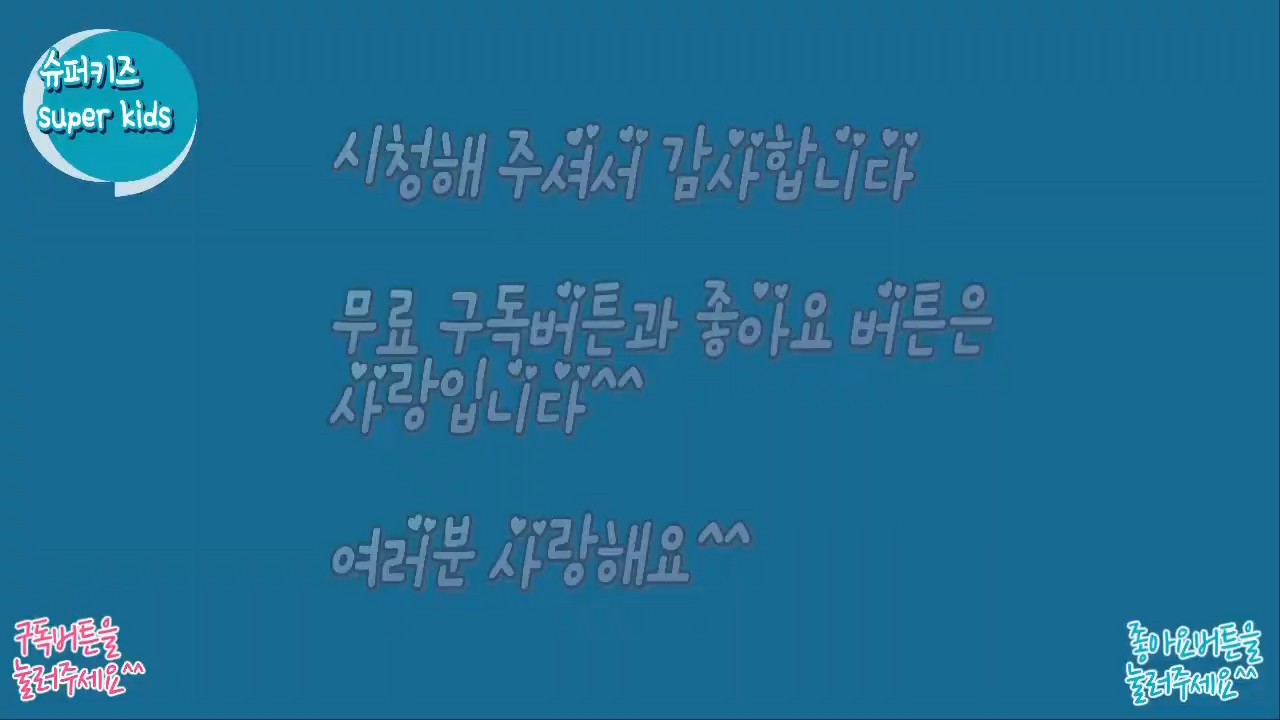 슈퍼키즈
super kids
시청해 주셔서 감사합니다
무료 구독버튼과 좋아요 버튼은
사랑입니다^^
여러분 사랑해요^^
구독버튼을
눌러주세요^^
좋아요버튼을
눌러주세요^^